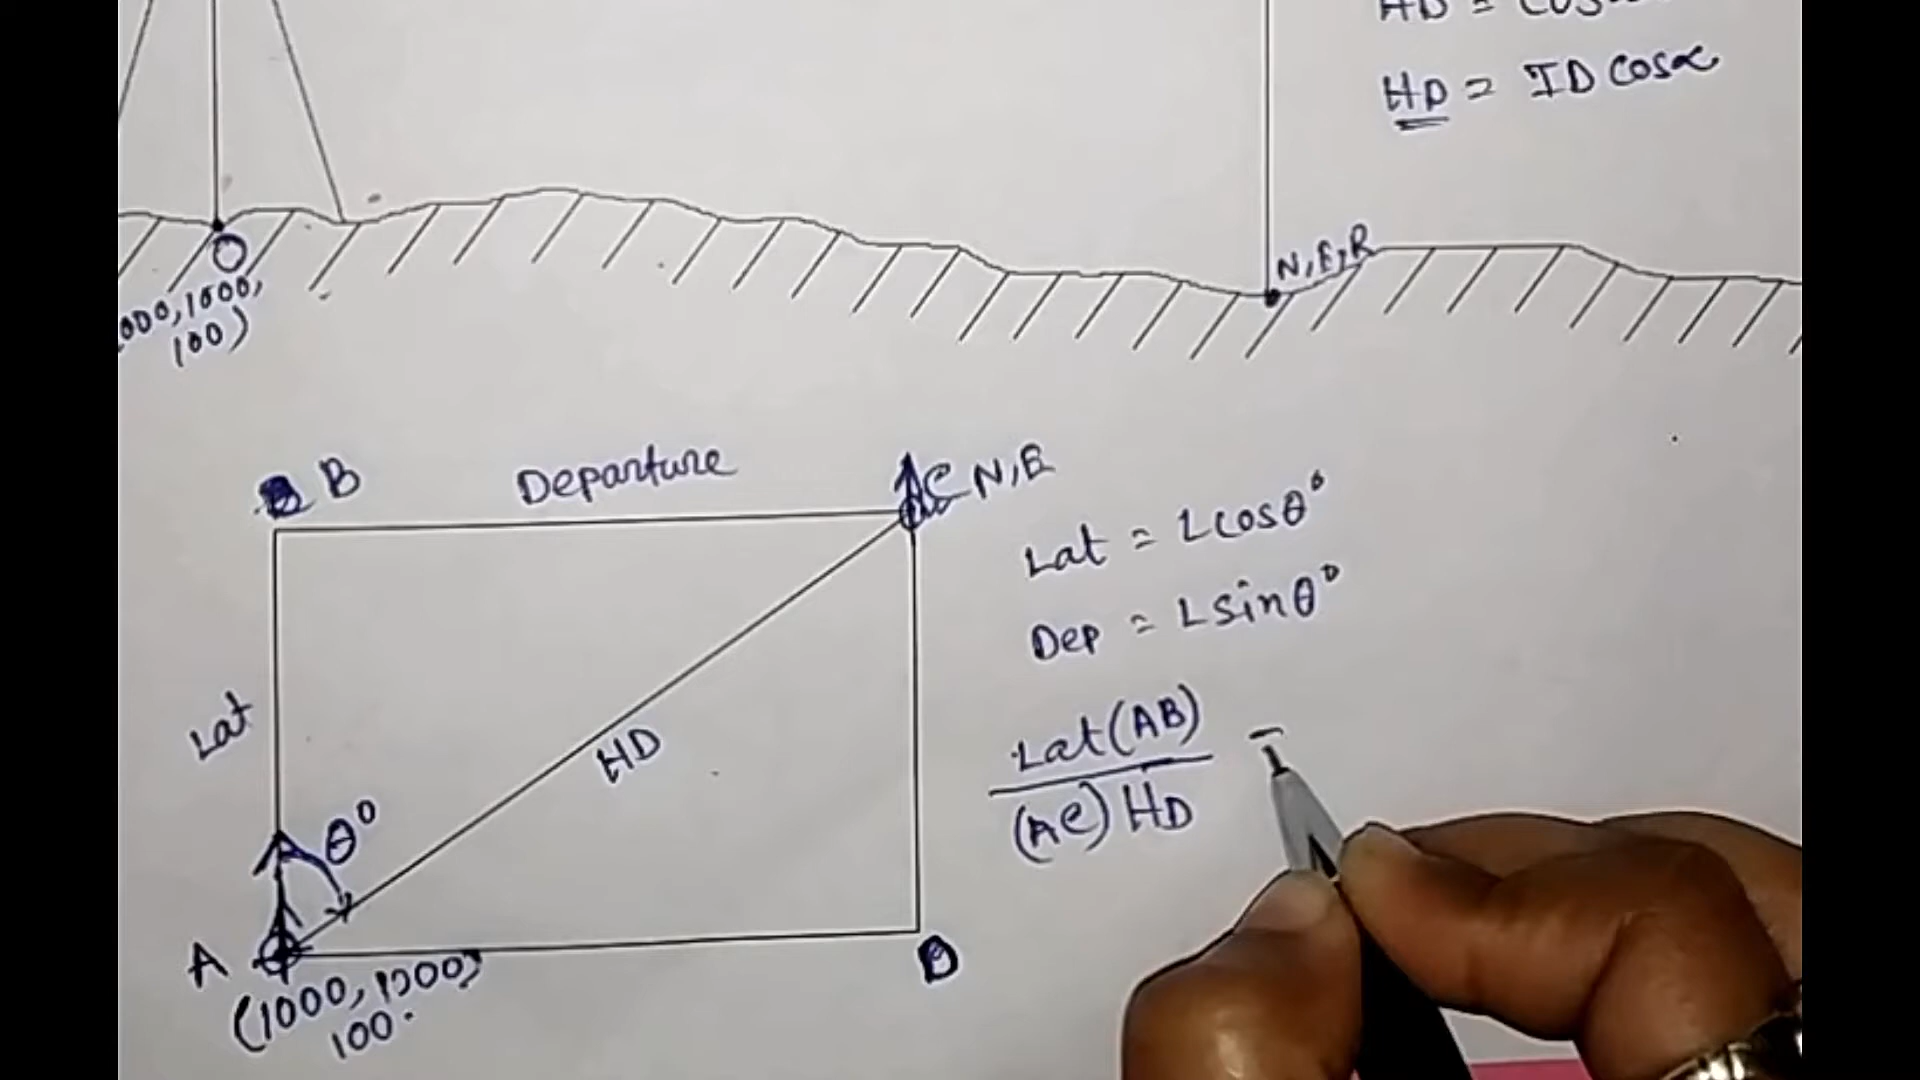 HD = ID Cosα
N, E, R
000, 1000,
100)
B
Departure
C N, E
Lat = L cosθ°
Dep = L sinθ°
Lat
HD
Lat(AB)
(AC) HD
θ°
A
D
(1000, 1000,
100.